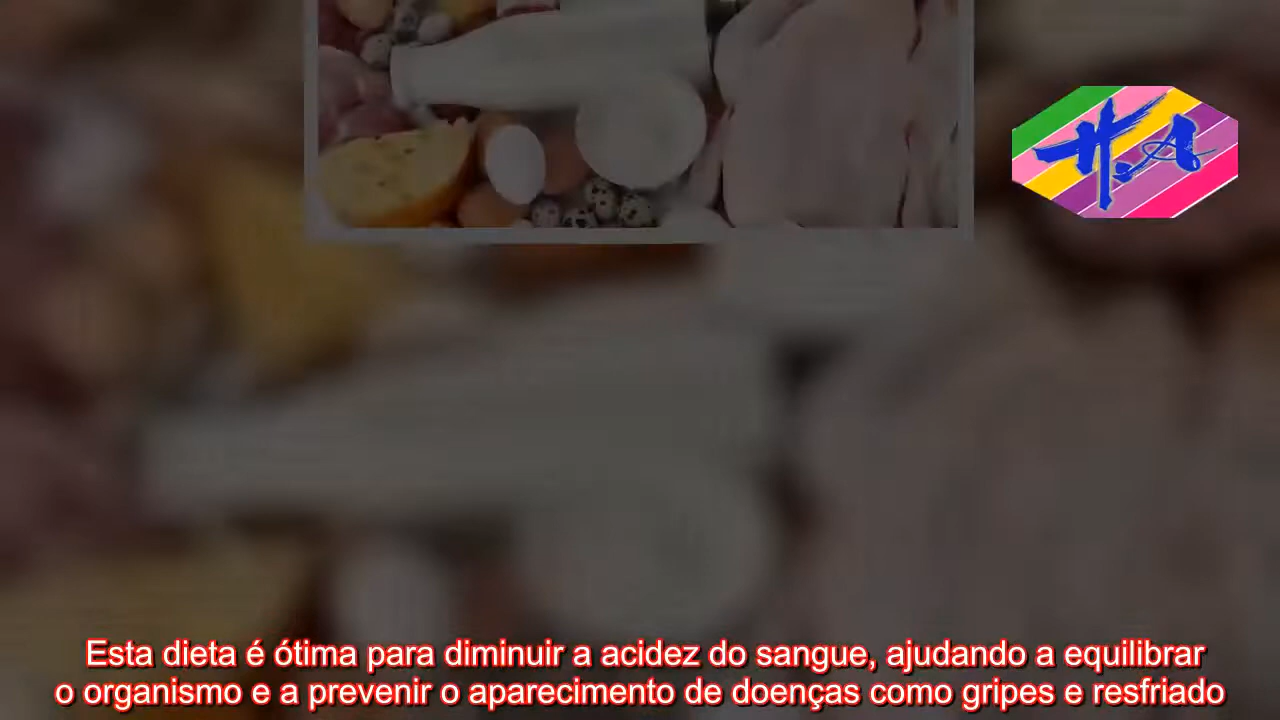 H.A
Esta dieta é ótima para diminuir a acidez do sangue, ajudando a equilibrar
o organismo e a prevenir o aparecimento de doenças como gripes e resfriado